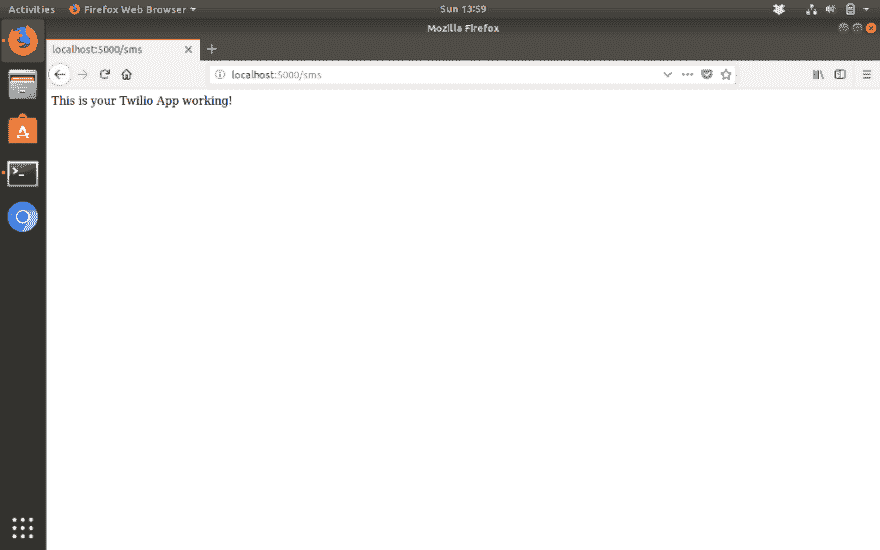 Activities Firefox Web Browser Sun 13:59
Mozilla Firefox
localhost:5000/sms
localhost:5000/sms
This is your Twilio App working!